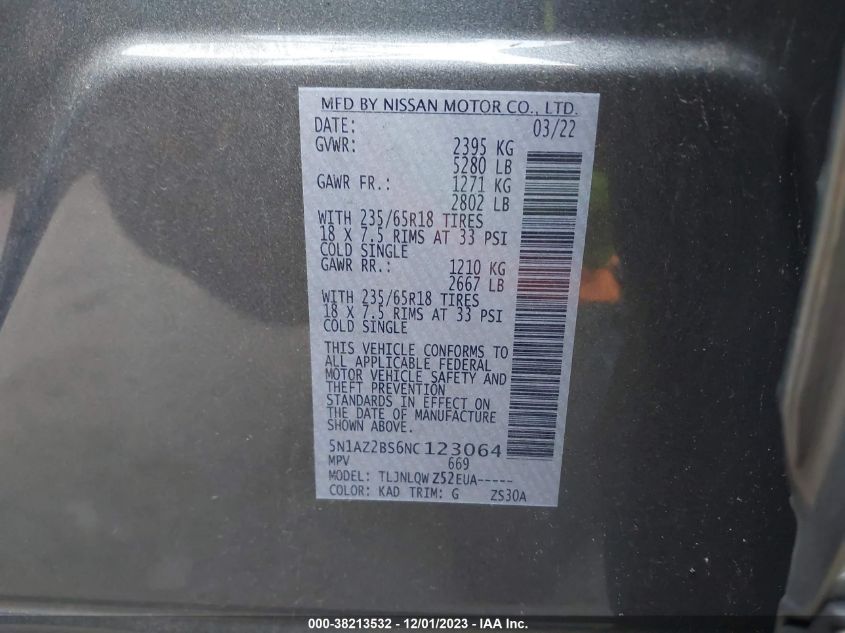 MFD BY NISSAN MOTOR CO., LTD.
DATE: 03/22
GVWR: 2395 KG
5280 LB
GAWR FR.: 1271 KG
2802 LB
WITH 235/65R18 TIRES
18 X 7.5 RIMS AT 33 PSI
COLD SINGLE
GAWR RR.: 1210 KG
2667 LB
WITH 235/65R18 TIRES
18 X 7.5 RIMS AT 33 PSI
COLD SINGLE
THIS VEHICLE CONFORMS TO
ALL APPLICABLE FEDERAL
MOTOR VEHICLE SAFETY AND
THEFT PREVENTION
STANDARDS IN EFFECT ON
THE DATE OF MANUFACTURE
SHOWN ABOVE.
5N1AZ2BS6NC123064
MPV 669
MODEL: TLJNLQW Z52EUA-----
COLOR: KAD TRIM: G ZS30A
000-38213532 - 12/01/2023 - IAA Inc.